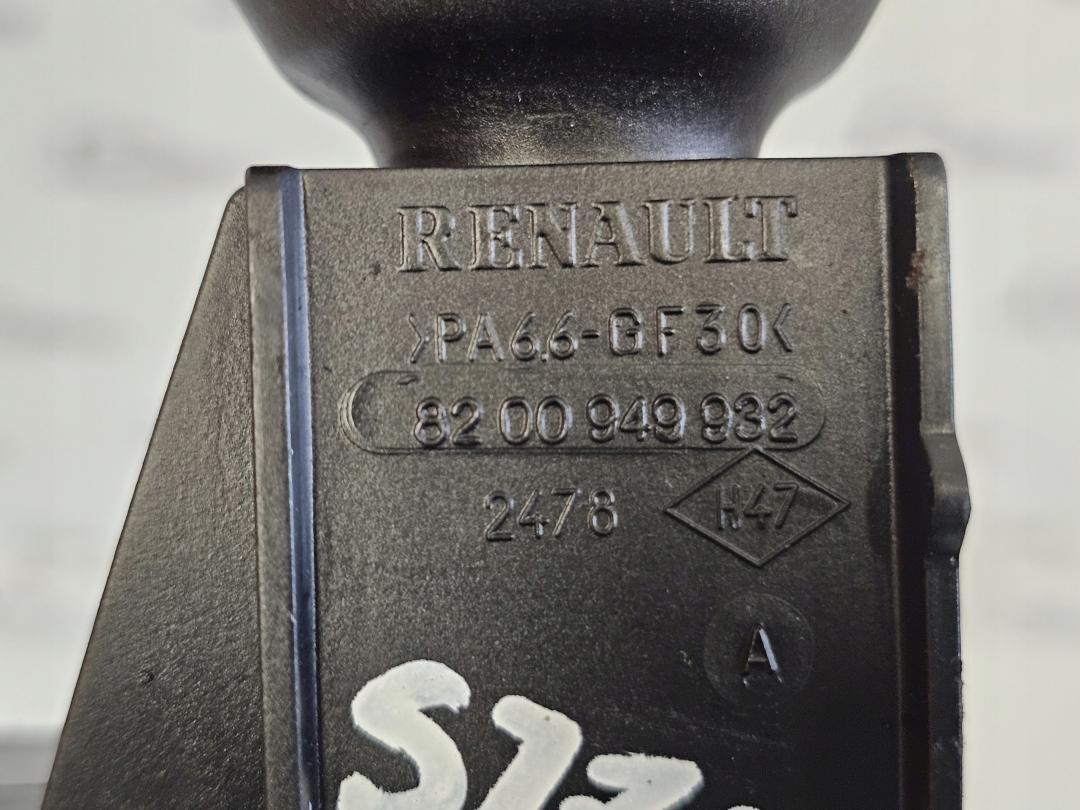 RENAULT
>PA6.6-GF30<
82 00 949 932
2478
H47
A